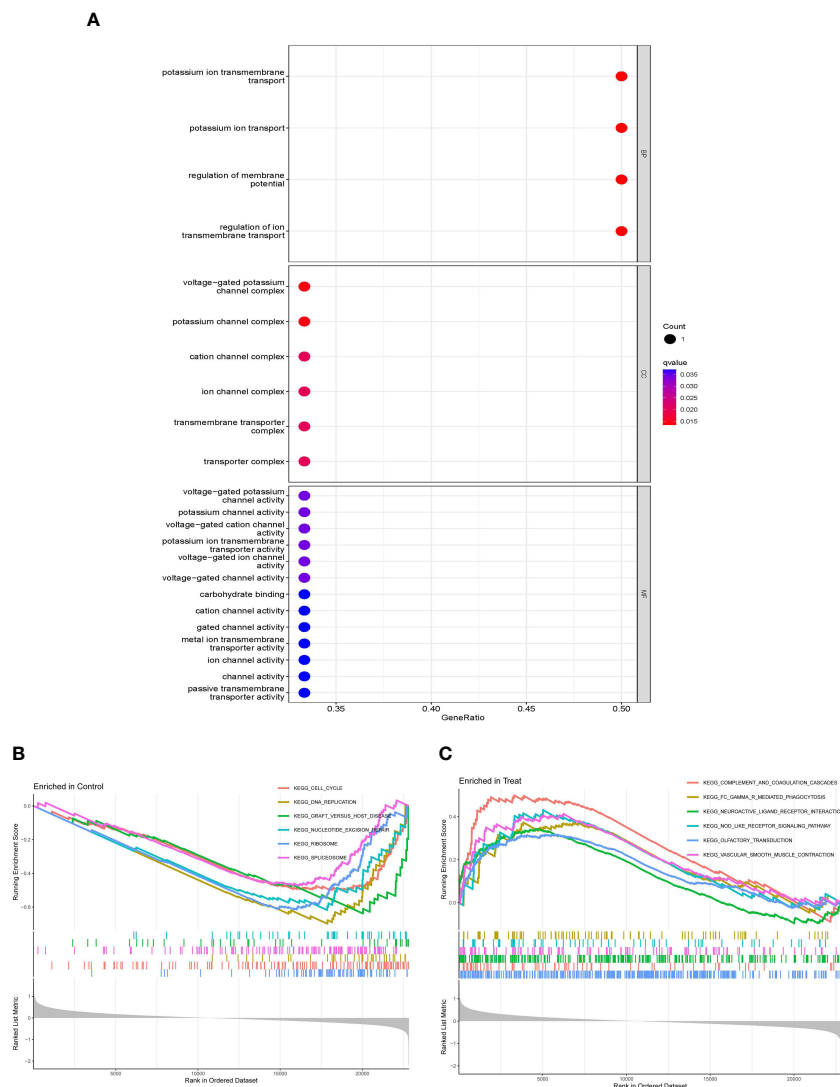 A
potassium ion transmembrane
transport
potassium ion transport
regulation of membrane
potential
regulation of ion
transmembrane transport
BP
voltage-gated potassium
channel complex
potassium channel complex
cation channel complex
ion channel complex
transmembrane transporter
complex
transporter complex
CC
voltage-gated potassium
channel activity
potassium channel activity
voltage-gated cation channel
activity
potassium ion transmembrane
transporter activity
voltage-gated ion channel
activity
voltage-gated channel activity
carbohydrate binding
cation channel activity
gated channel activity
metal ion transmembrane
transporter activity
ion channel activity
channel activity
passive transmembrane
transporter activity
MF
0.35 0.40 0.45 0.50
GeneRatio
Count
1
qvalue
0.035
0.030
0.025
0.020
0.015
B
Enriched in Control
Running Enrichment Score
0.0
-0.2
-0.4
-0.6
KEGG_CELL_CYCLE
KEGG_DNA_REPLICATION
KEGG_GRAFT_VERSUS_HOST_DISEASE
KEGG_NUCLEOTIDE_EXCISION_REPAIR
KEGG_RIBOSOME
KEGG_SPLICEOSOME
Ranked List Metric
1
0
-1
-2
5000 10000 15000 20000
Rank in Ordered Dataset
C
Enriched in Treat
Running Enrichment Score
0.4
0.2
0.0
KEGG_COMPLEMENT_AND_COAGULATION_CASCADES
KEGG_FC_GAMMA_R_MEDIATED_PHAGOCYTOSIS
KEGG_NEUROACTIVE_LIGAND_RECEPTOR_INTERACTION
KEGG_NOD_LIKE_RECEPTOR_SIGNALING_PATHWAY
KEGG_OLFACTORY_TRANSDUCTION
KEGG_VASCULAR_SMOOTH_MUSCLE_CONTRACTION
Ranked List Metric
1
0
-1
-2
5000 10000 15000 20000
Rank in Ordered Dataset